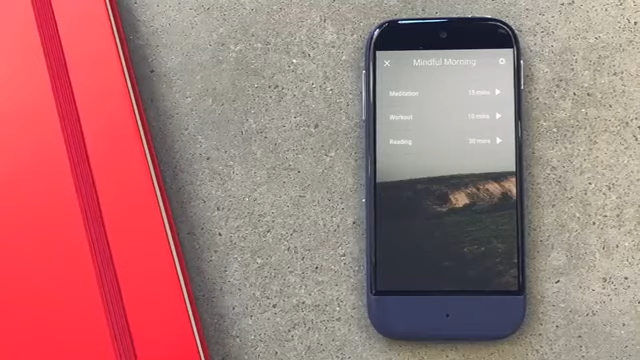 Mindful Morning
Meditation 15 mins
Workout 15 mins
Reading 30 mins